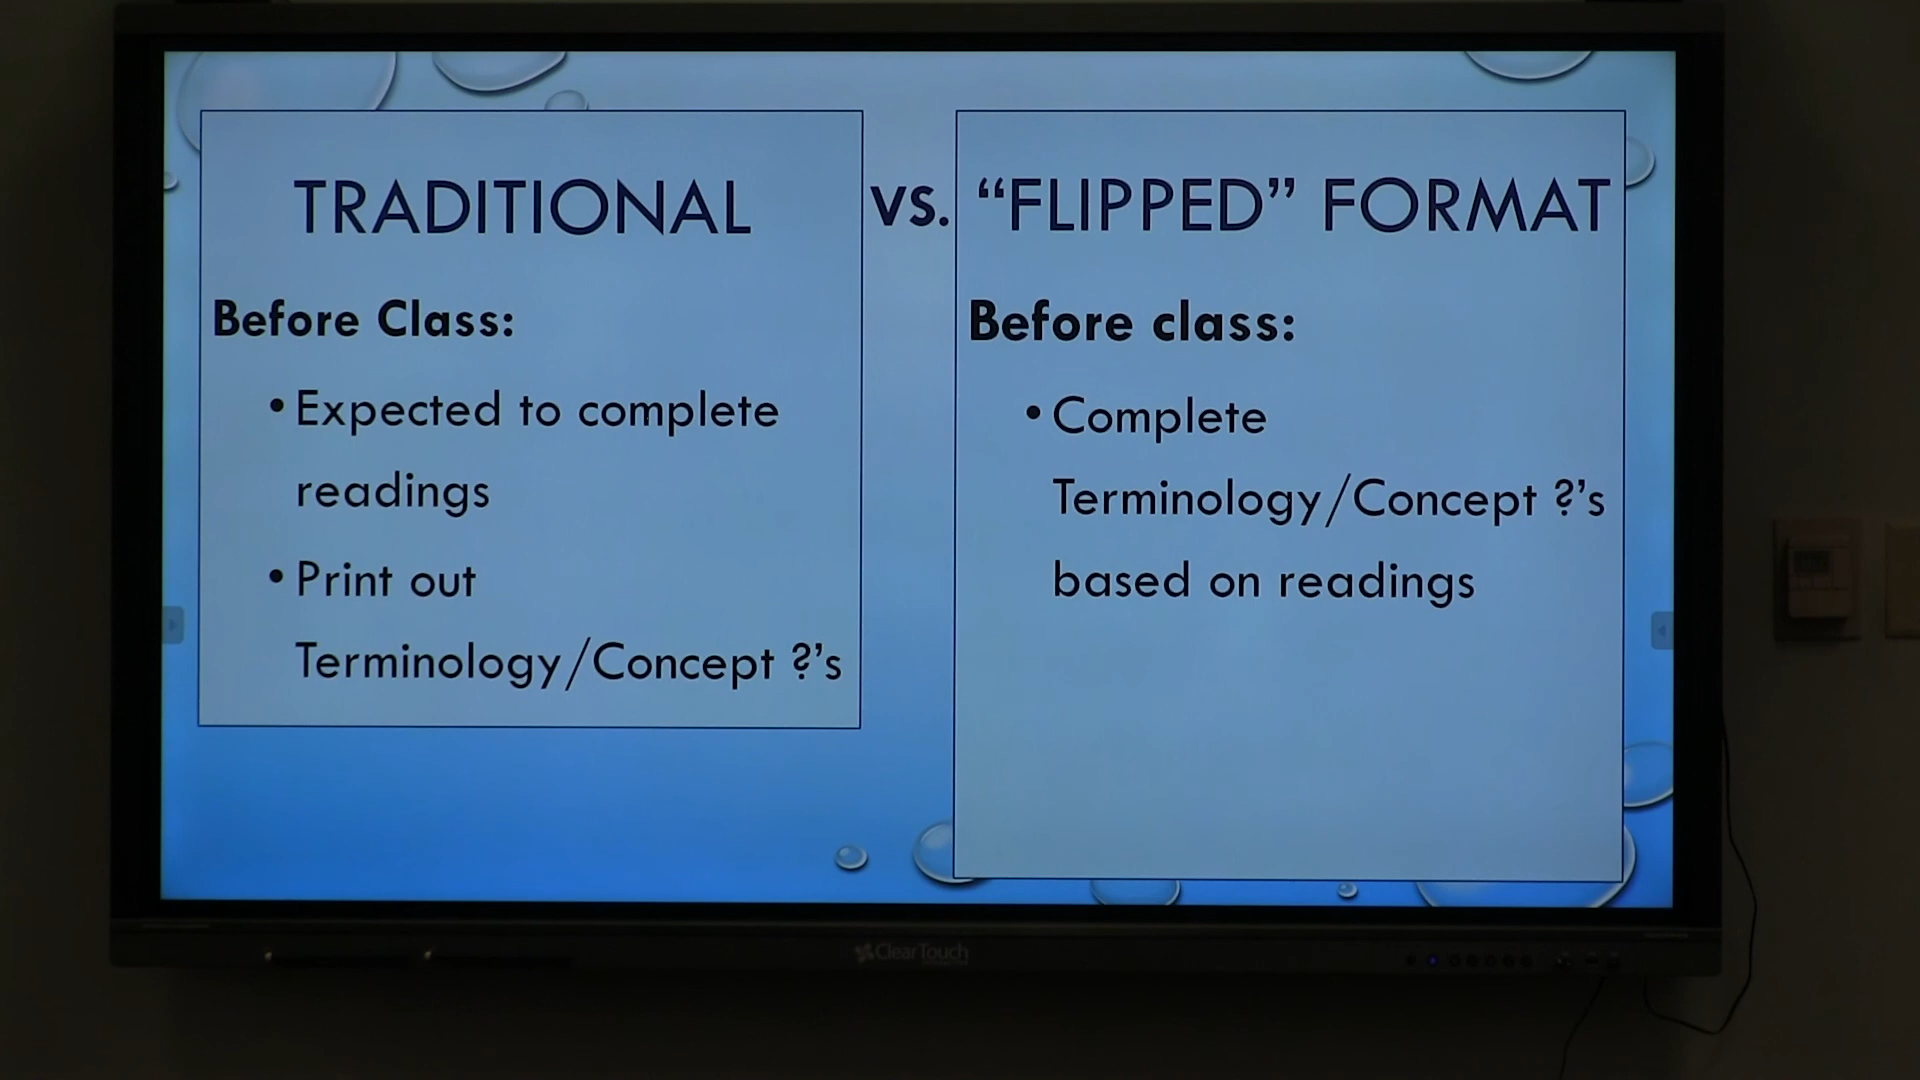 TRADITIONAL
Before Class:
• Expected to complete
readings
• Print out
Terminology/Concept ?'s
VS.
“FLIPPED” FORMAT
Before class:
• Complete
Terminology/Concept ?’s
based on readings
ClearTouch